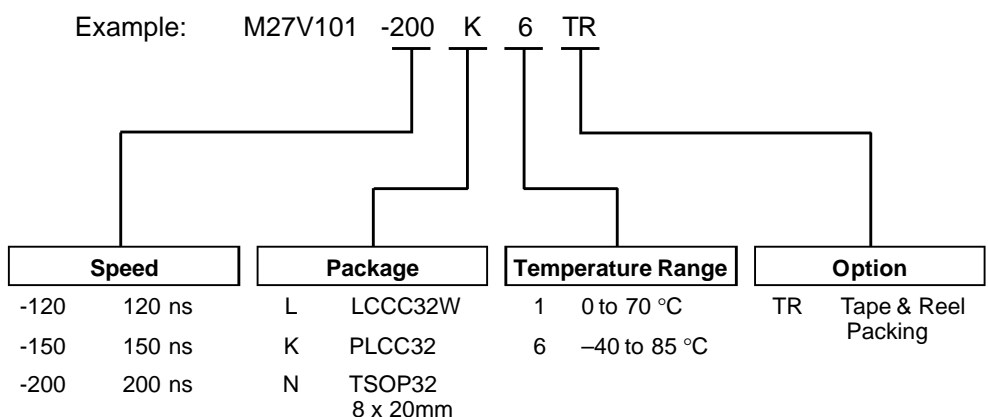 Example: M27V101 -200 K 6 TR
Speed Package Temperature Range Option
-120 120 ns L LCCC32W 1 0 to 70 °C TR Tape & Reel
Packing
-150 150 ns K PLCC32 6 –40 to 85 °C
-200 200 ns N TSOP32
8 x 20mm